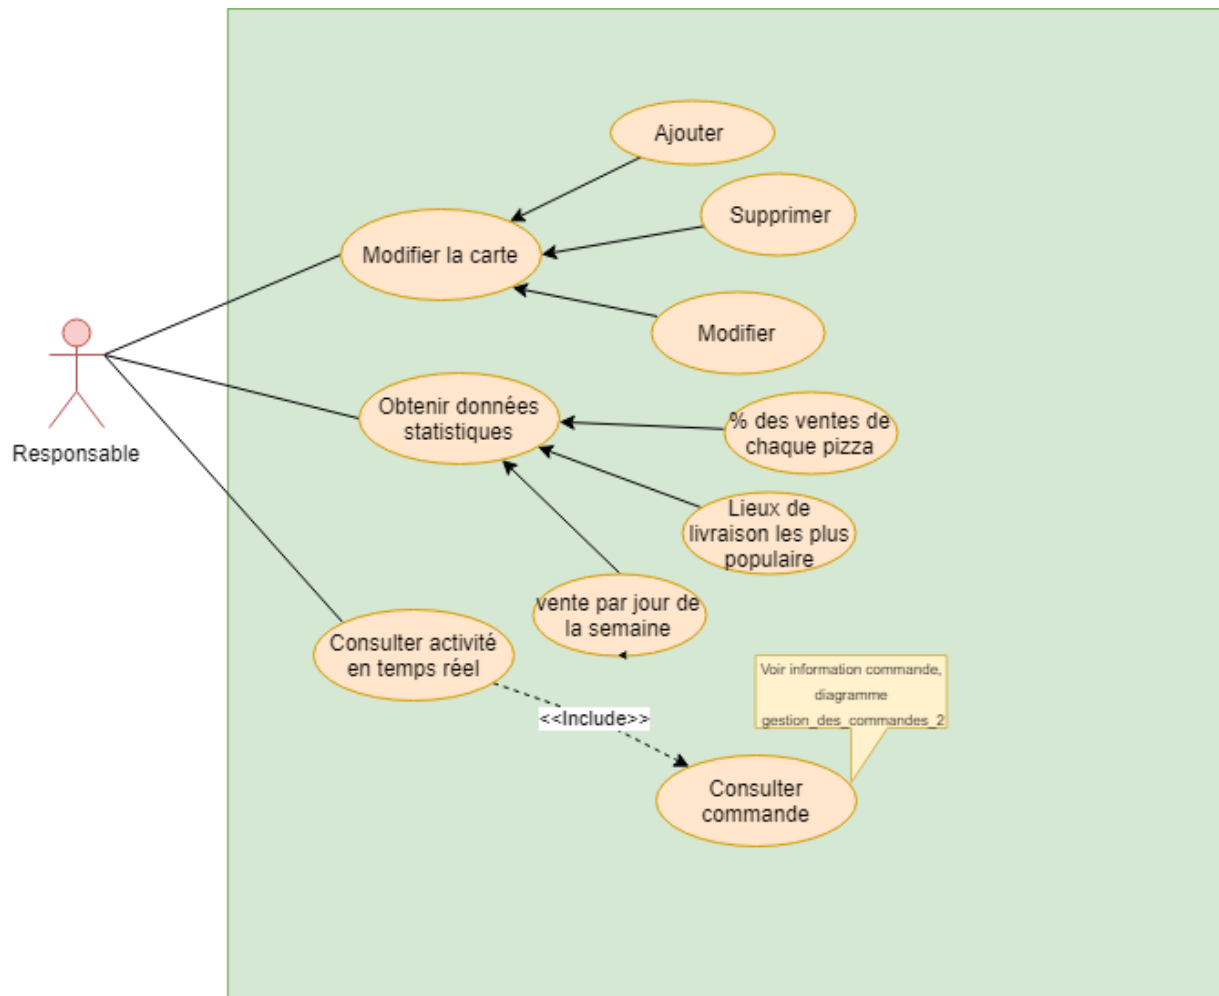 Ajouter
Supprimer
Modifier la carte
Modifier
Obtenir données
statistiques
% des ventes de
chaque pizza
Responsable
Lieux de
livraison les plus
populaire
vente par jour de
la semaine
Consulter activité
en temps réel
Voir information commande,
diagramme
gestion_des_commandes_2
<<Include>>
Consulter
commande